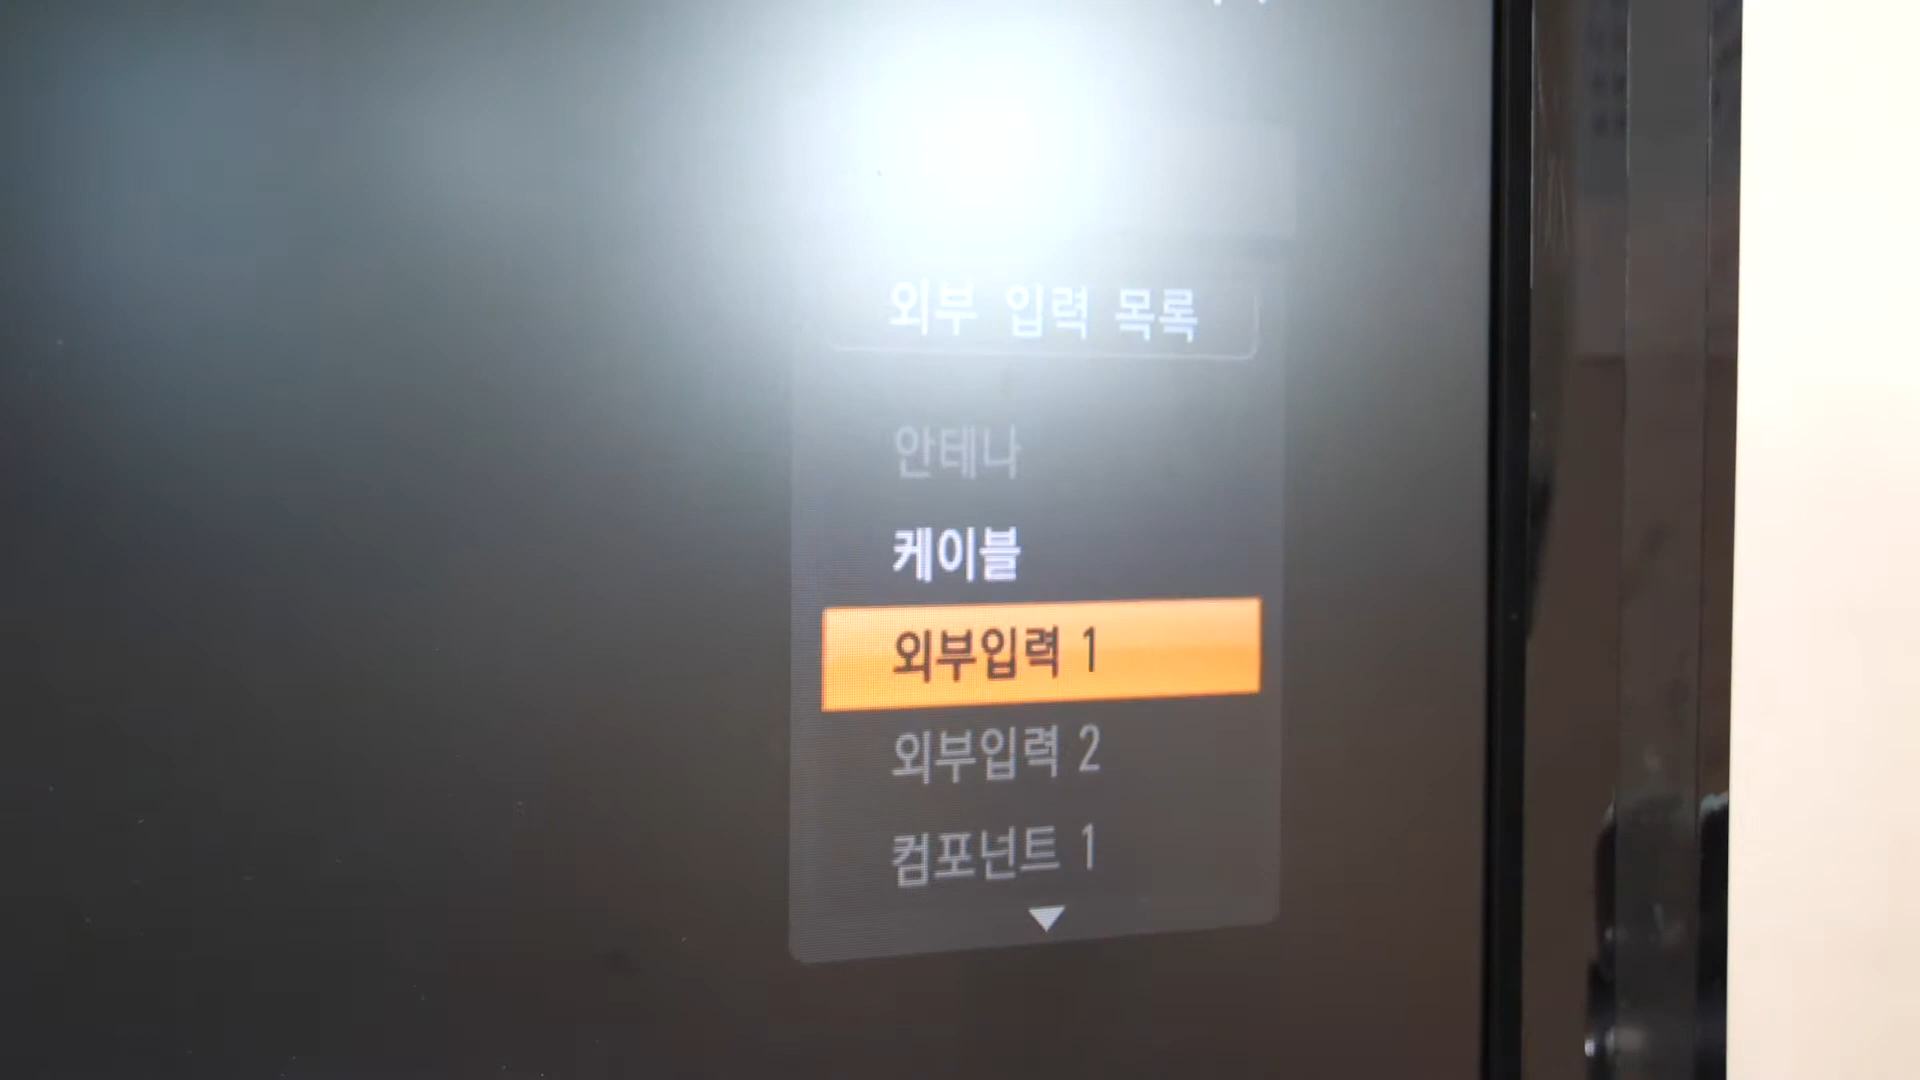 외부 입력 목록
안테나
케이블
외부입력 1
외부입력 2
컴포넌트 1